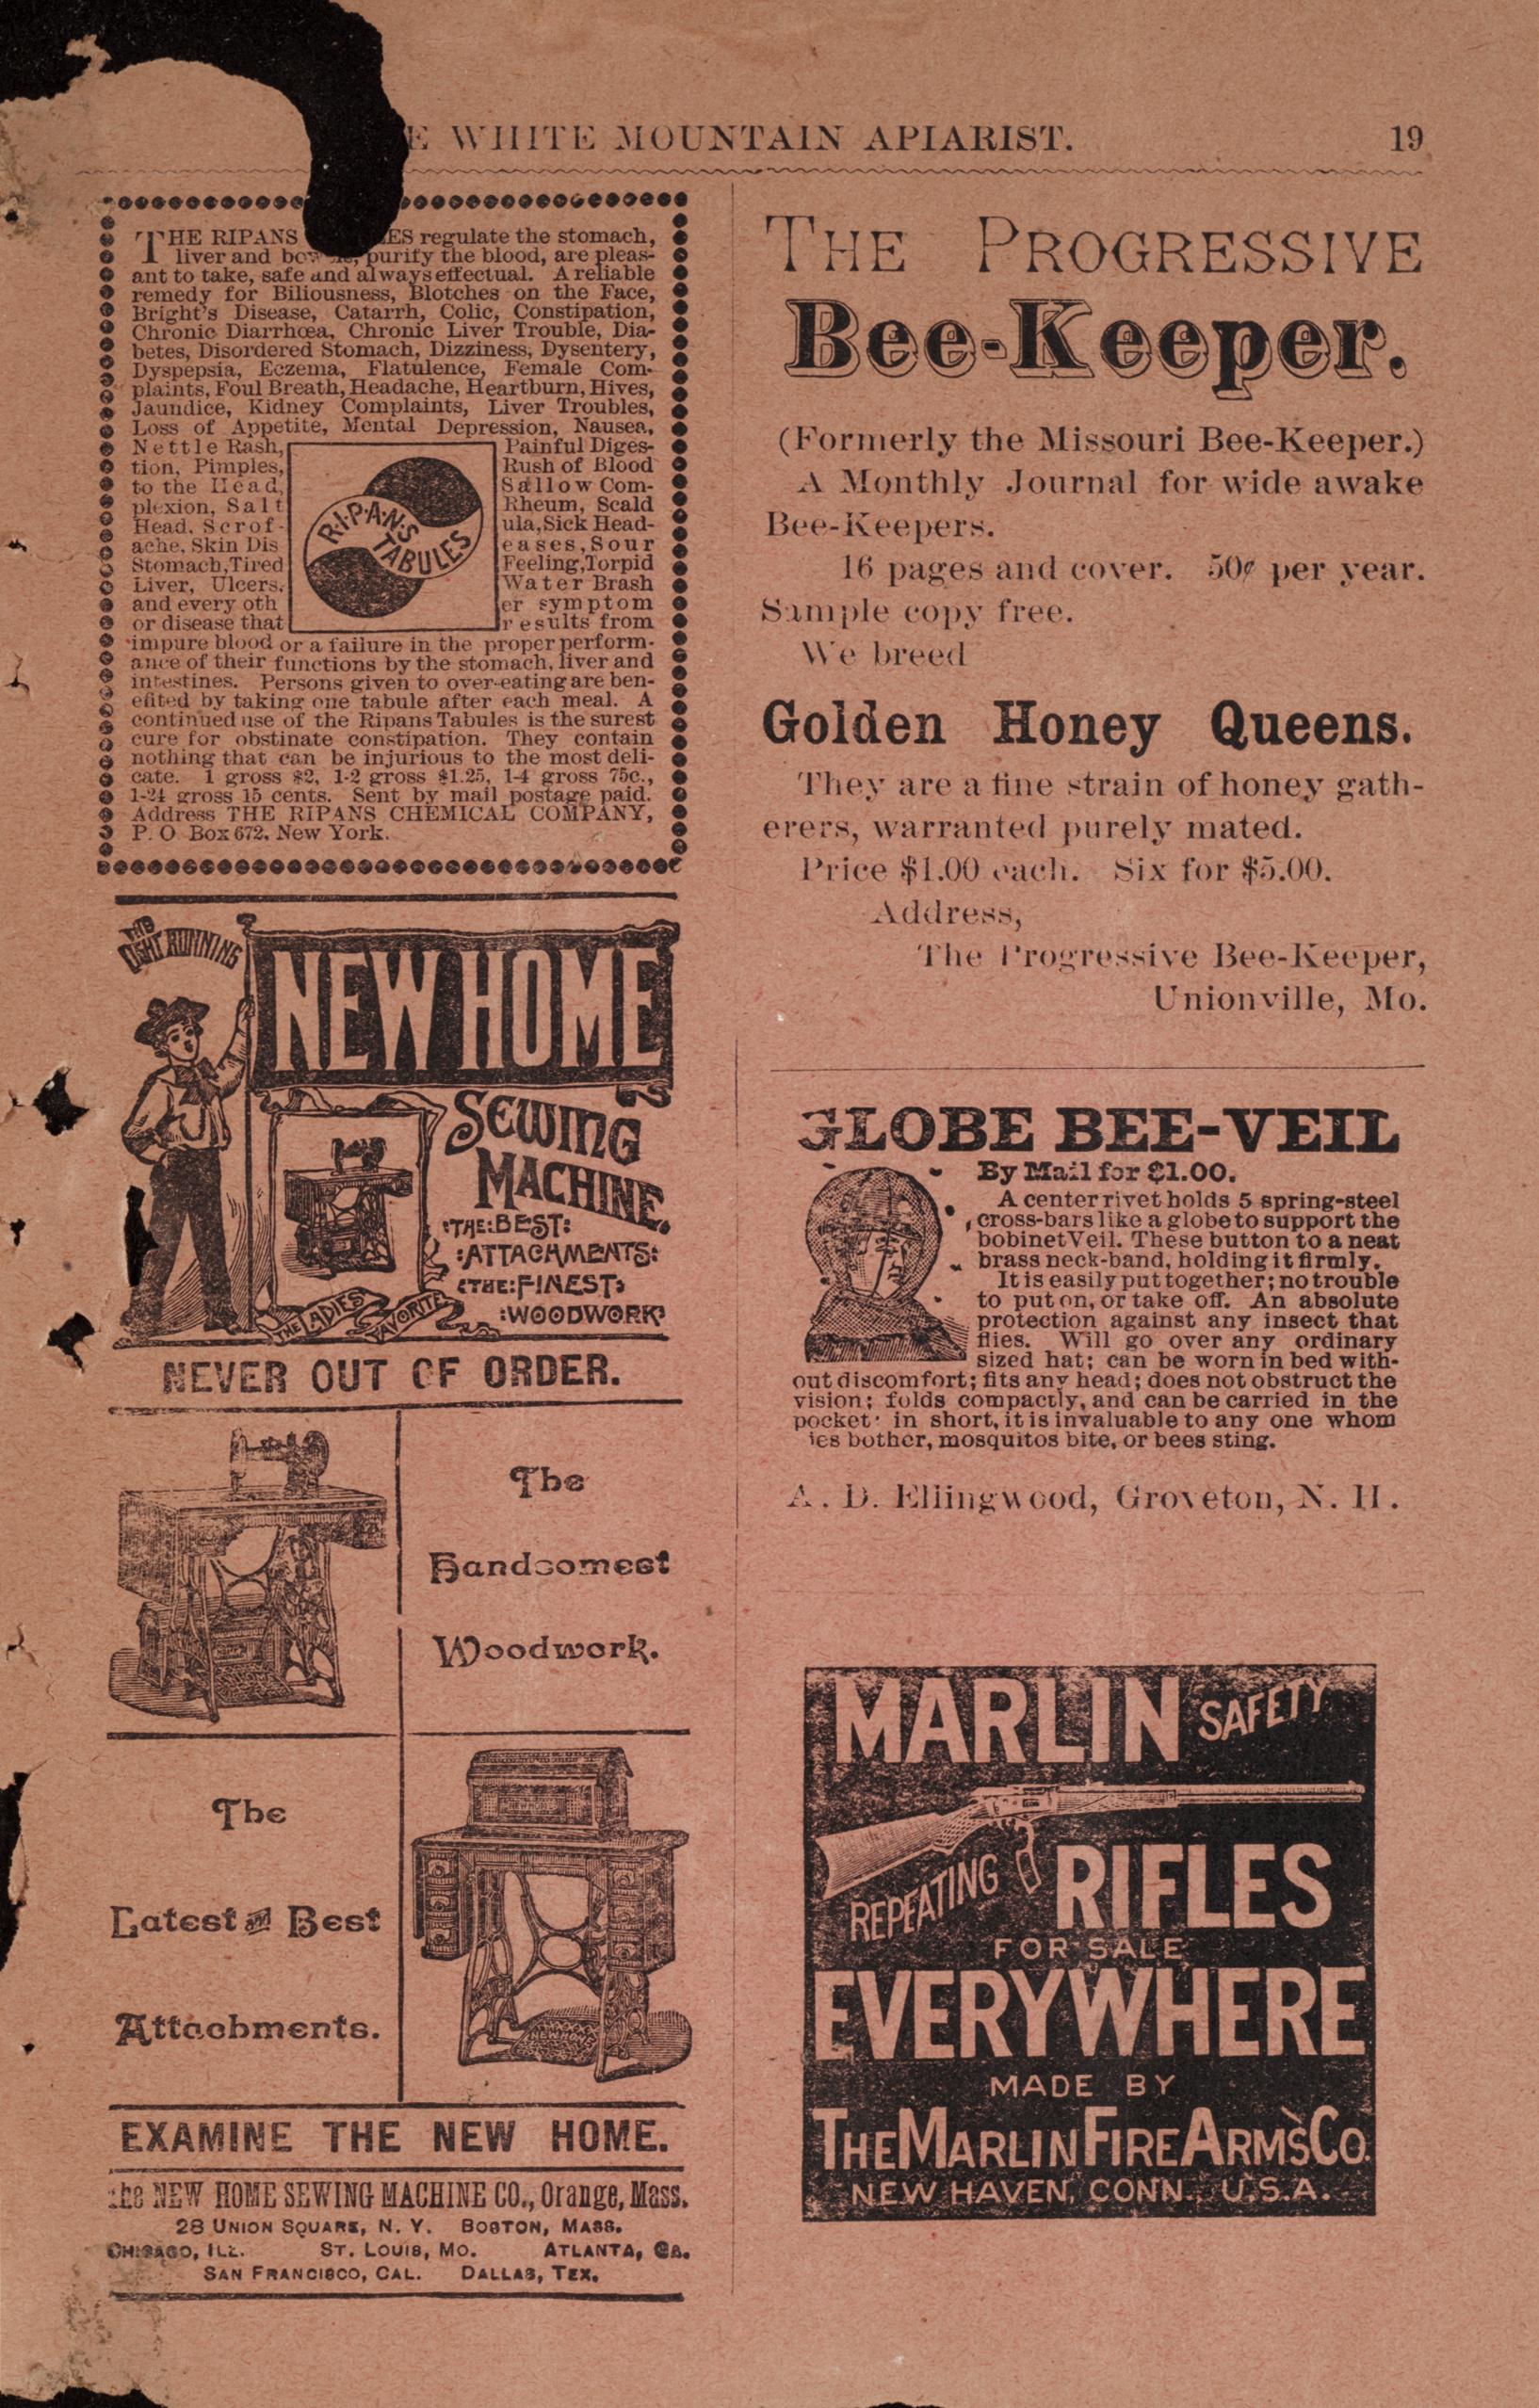 E WHITE MOUNTAIN APIARIST. 19
THE RIPANS ES regulate the stomach,
liver and purify the blood, are pleas-
ant to take, safe and always effectual. A reliable
remedy for Biliousness, Blotches on the Face,
Bright's Disease, Catarrh, Colic, Constipation,
Chronic Diarrhœa, Chronic Liver Trouble, Dia-
betes, Disordered Stomach, Dizziness, Dysentery,
Dyspepsia, Eczema, Flatulence, Female Com-
plaints, Foul Breath, Headache, Heartburn, Hives,
Jaundice, Kidney Complaints, Liver Troubles,
Loss of Appetite, Mental Depression, Nausea,
Nettle Rash, Painful Diges-
tion, Pimples, Rush of Blood
to the Head, Sallow Com-
plexion, Salt Rheum, Scald
Head, Scrof- ula, Sick Head-
ache, Skin Dis eases, Sour
Stomach, Tired Feeling, Torpid
Liver, Ulcers, Water Brash
and every oth er symptom
or disease that results from
R·I·P·A·N·S
TABULES
impure blood or a failure in the proper perform-
ance of their functions by the stomach, liver and
intestines. Persons given to over-eating are ben-
efited by taking one tabule after each meal. A
continued use of the Ripans Tabules is the surest
cure for obstinate constipation. They contain
nothing that can be injurious to the most deli-
cate. 1 gross $2, 1-2 gross $1.25, 1-4 gross 75c.,
1-24 gross 15 cents. Sent by mail postage paid.
Address THE RIPANS CHEMICAL COMPANY,
P. O Box 672, New York.
THE
LIGHT RUNNING
NEW HOME
SEWING
MACHINE.
:THE:BEST:
:ATTACHMENTS:
:THE:FINEST:
:WOODWORK:
THE LADIES FAVORITE
NEVER OUT OF ORDER.
The
Handsomest
Woodwork.
The
Latest AND Best
Attachments.
EXAMINE THE NEW HOME.
The NEW HOME SEWING MACHINE CO., Orange, Mass.
28 UNION SQUARE, N. Y. BOSTON, MASS.
CHICAGO, ILL. ST. LOUIS, MO. ATLANTA, GA.
SAN FRANCISCO, CAL. DALLAS, TEX.
THE PROGRESSIVE
Bee-Keeper.
(Formerly the Missouri Bee-Keeper.)
A Monthly Journal for wide awake
Bee-Keepers.
16 pages and cover. 50¢ per year.
Sample copy free.
We breed
Golden Honey Queens.
They are a fine strain of honey gath-
erers, warranted purely mated.
Price $1.00 each. Six for $5.00.
Address,
The Progressive Bee-Keeper,
Unionville, Mo.
GLOBE BEE-VEIL
By Mail for $1.00.
A center rivet holds 5 spring-steel
cross-bars like a globe to support the
bobinet Veil. These button to a neat
brass neck-band, holding it firmly.
It is easily put together; no trouble
to put on, or take off. An absolute
protection against any insect that
flies. Will go over any ordinary
sized hat; can be worn in bed with-
out discomfort; fits any head; does not obstruct the
vision; folds compactly, and can be carried in the
pocket; in short, it is invaluable to any one whom
ies bother, mosquitos bite, or bees sting.
A. D. Ellingwood, Groveton, N. H.
MARLIN SAFETY
REPEATING RIFLES
FOR SALE
EVERYWHERE
MADE BY
THE MARLIN FIRE ARMS CO.
NEW HAVEN, CONN., U.S.A.